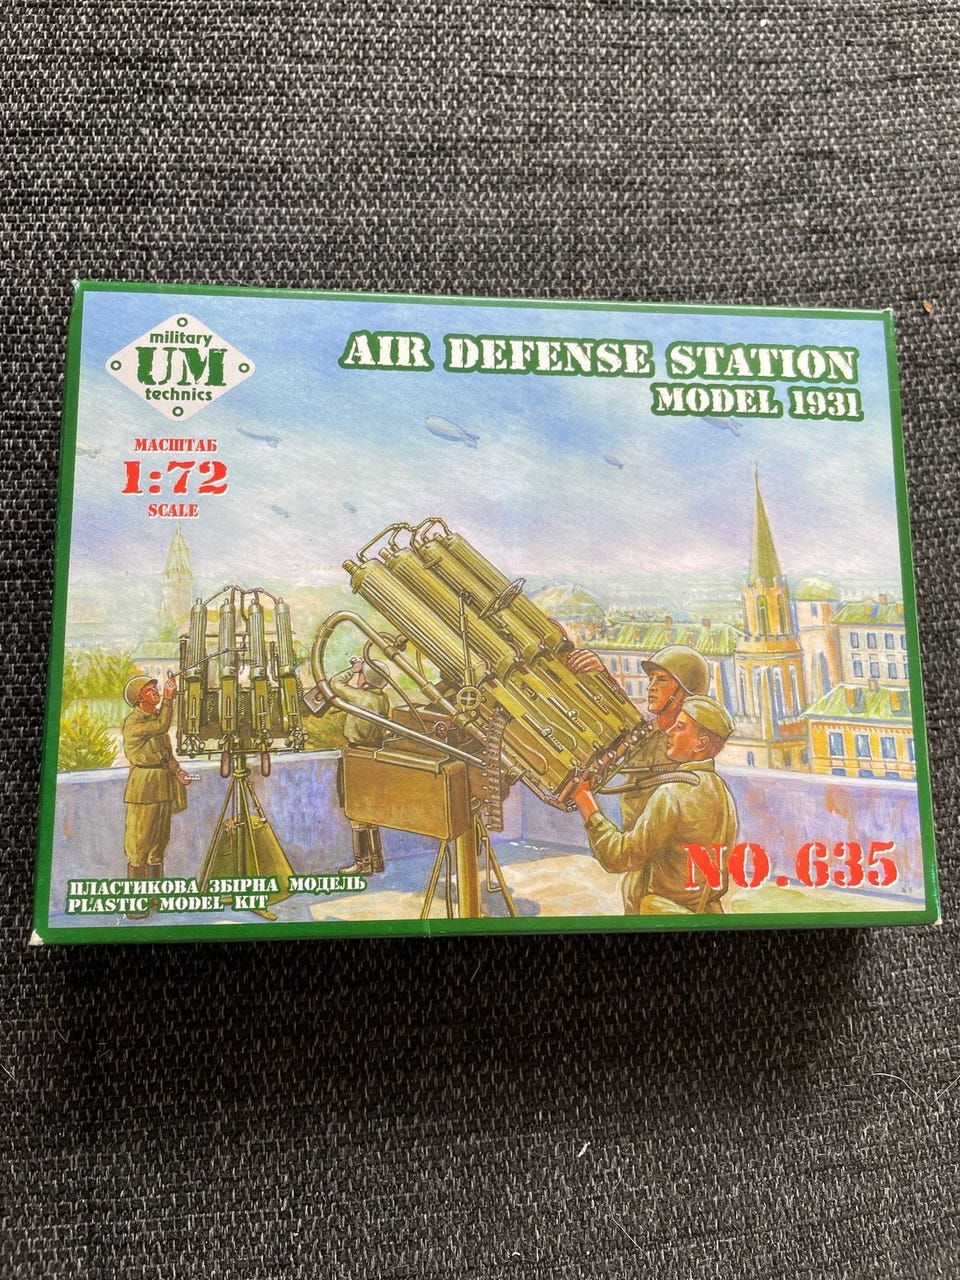 military
UM
technics
AIR DEFENSE STATION
MODEL 1931
МАСШТАБ
1:72
SCALE
NO.635
ПЛАСТИКОВА ЗБІРНА МОДЕЛЬ
PLASTIC MODEL KIT